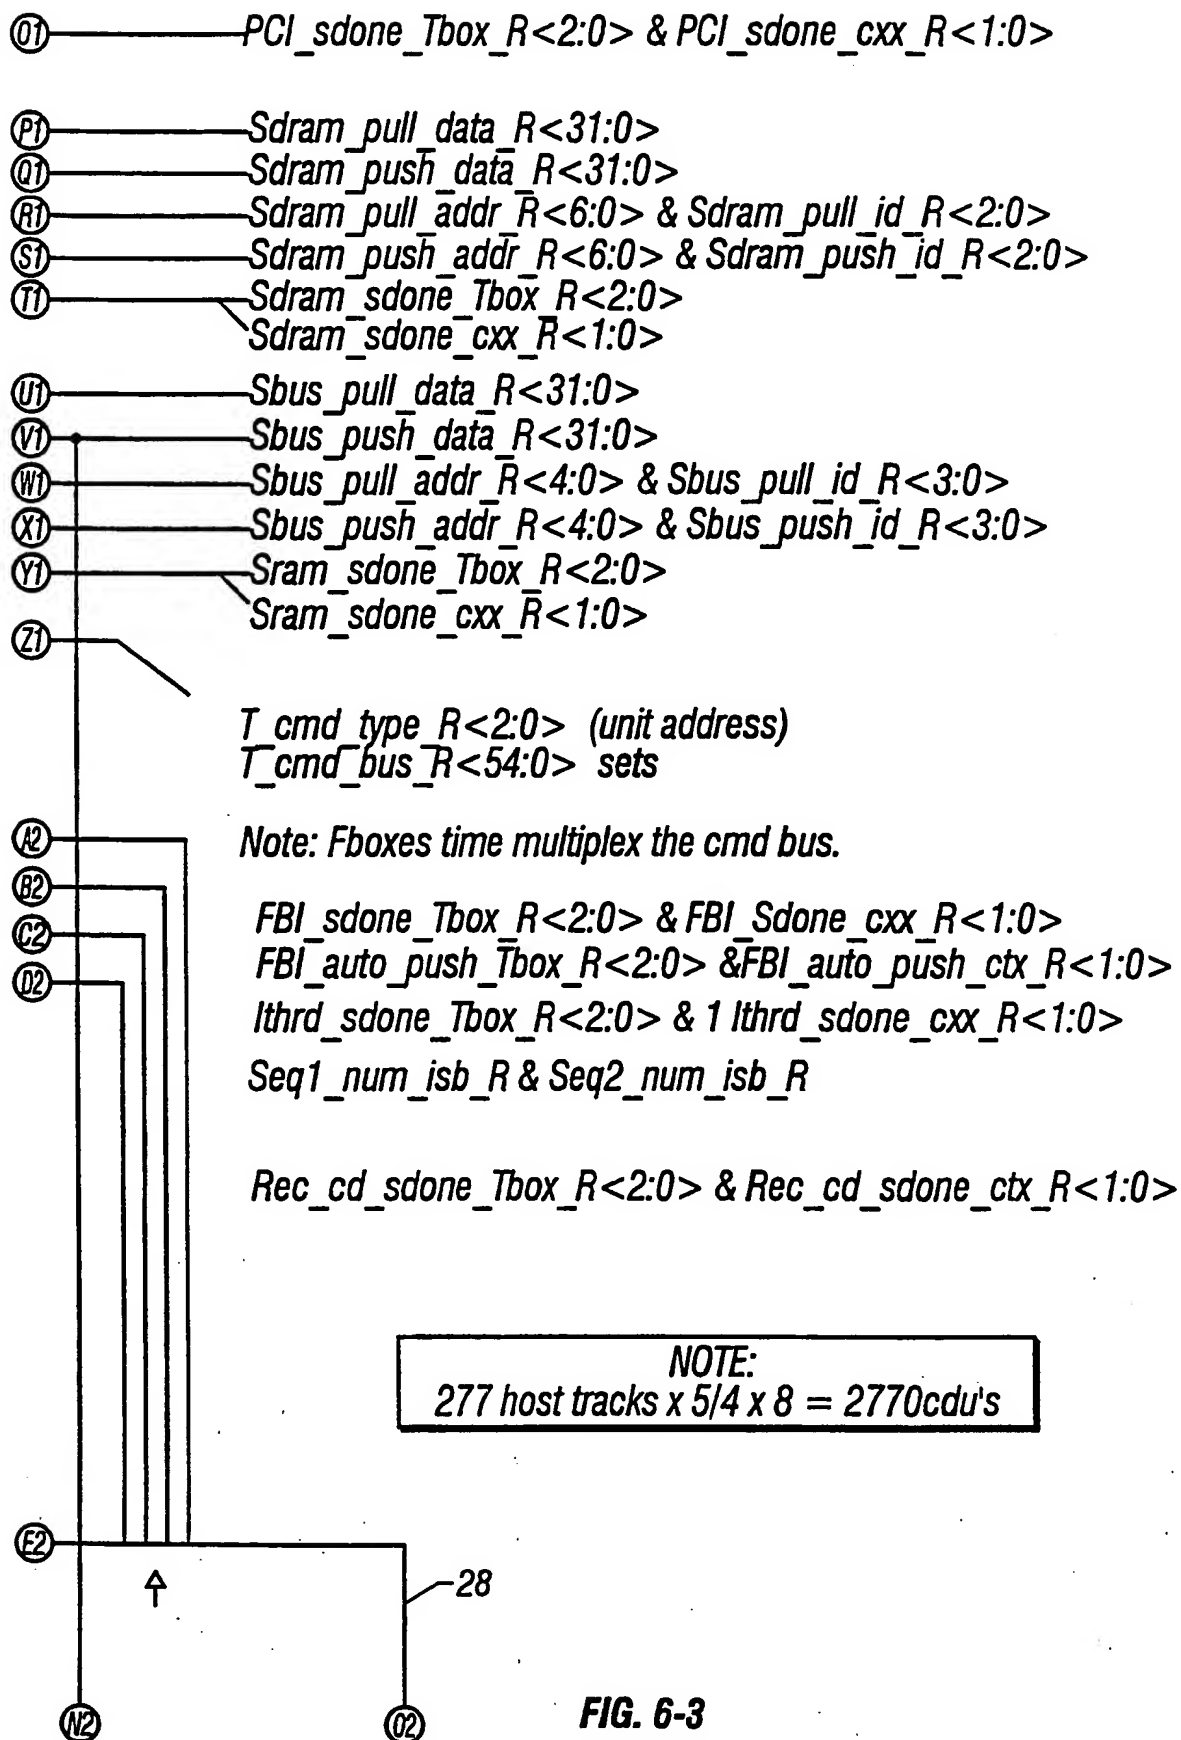 O1 PCI_sdone_Tbox_R<2:0> & PCI_sdone_cxx_R<1:0>
P1 Sdram_pull_data_R<31:0>
Q1 Sdram_push_data_R<31:0>
R1 Sdram_pull_addr_R<6:0> & Sdram_pull_id_R<2:0>
S1 Sdram_push_addr_R<6:0> & Sdram_push_id_R<2:0>
T1 Sdram_sdone_Tbox_R<2:0>
Sdram_sdone_cxx_R<1:0>
U1 Sbus_pull_data_R<31:0>
V1 Sbus_push_data_R<31:0>
W1 Sbus_pull_addr_R<4:0> & Sbus_pull_id_R<3:0>
X1 Sbus_push_addr_R<4:0> & Sbus_push_id_R<3:0>
Y1 Sram_sdone_Tbox_R<2:0>
Sram_sdone_cxx_R<1:0>
Z1
T_cmd_type_R<2:0> (unit address)
T_cmd_bus_R<54:0> sets
A2 Note: Fboxes time multiplex the cmd bus.
B2
FBI_sdone_Tbox_R<2:0> & FBI_Sdone_cxx_R<1:0>
C2
FBI_auto_push_Tbox_R<2:0> &FBI_auto_push_ctx_R<1:0>
D2
Ithrd_sdone_Tbox_R<2:0> & 1 Ithrd_sdone_cxx_R<1:0>
Seq1_num_isb_R & Seq2_num_isb_R
Rec_cd_sdone_Tbox_R<2:0> & Rec_cd_sdone_ctx_R<1:0>
NOTE:
277 host tracks x 5/4 x 8 = 2770cdu's
E2
28
N2 O2
FIG. 6-3